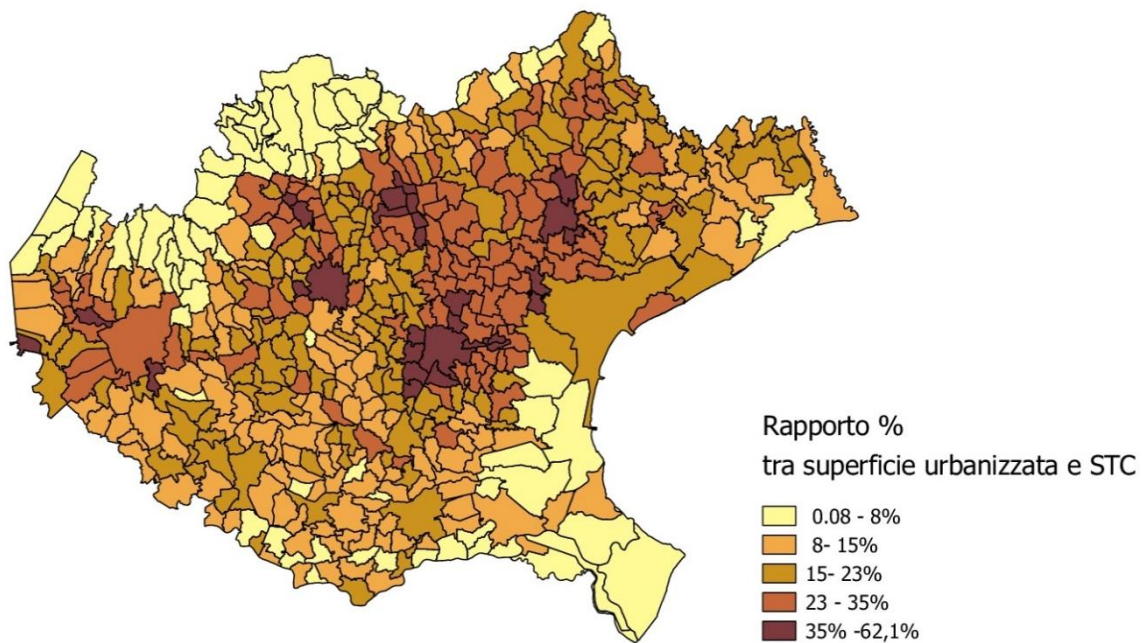 Rapporto %
tra superficie urbanizzata e STC
0.08 - 8%
8- 15%
15- 23%
23 - 35%
35% -62,1%